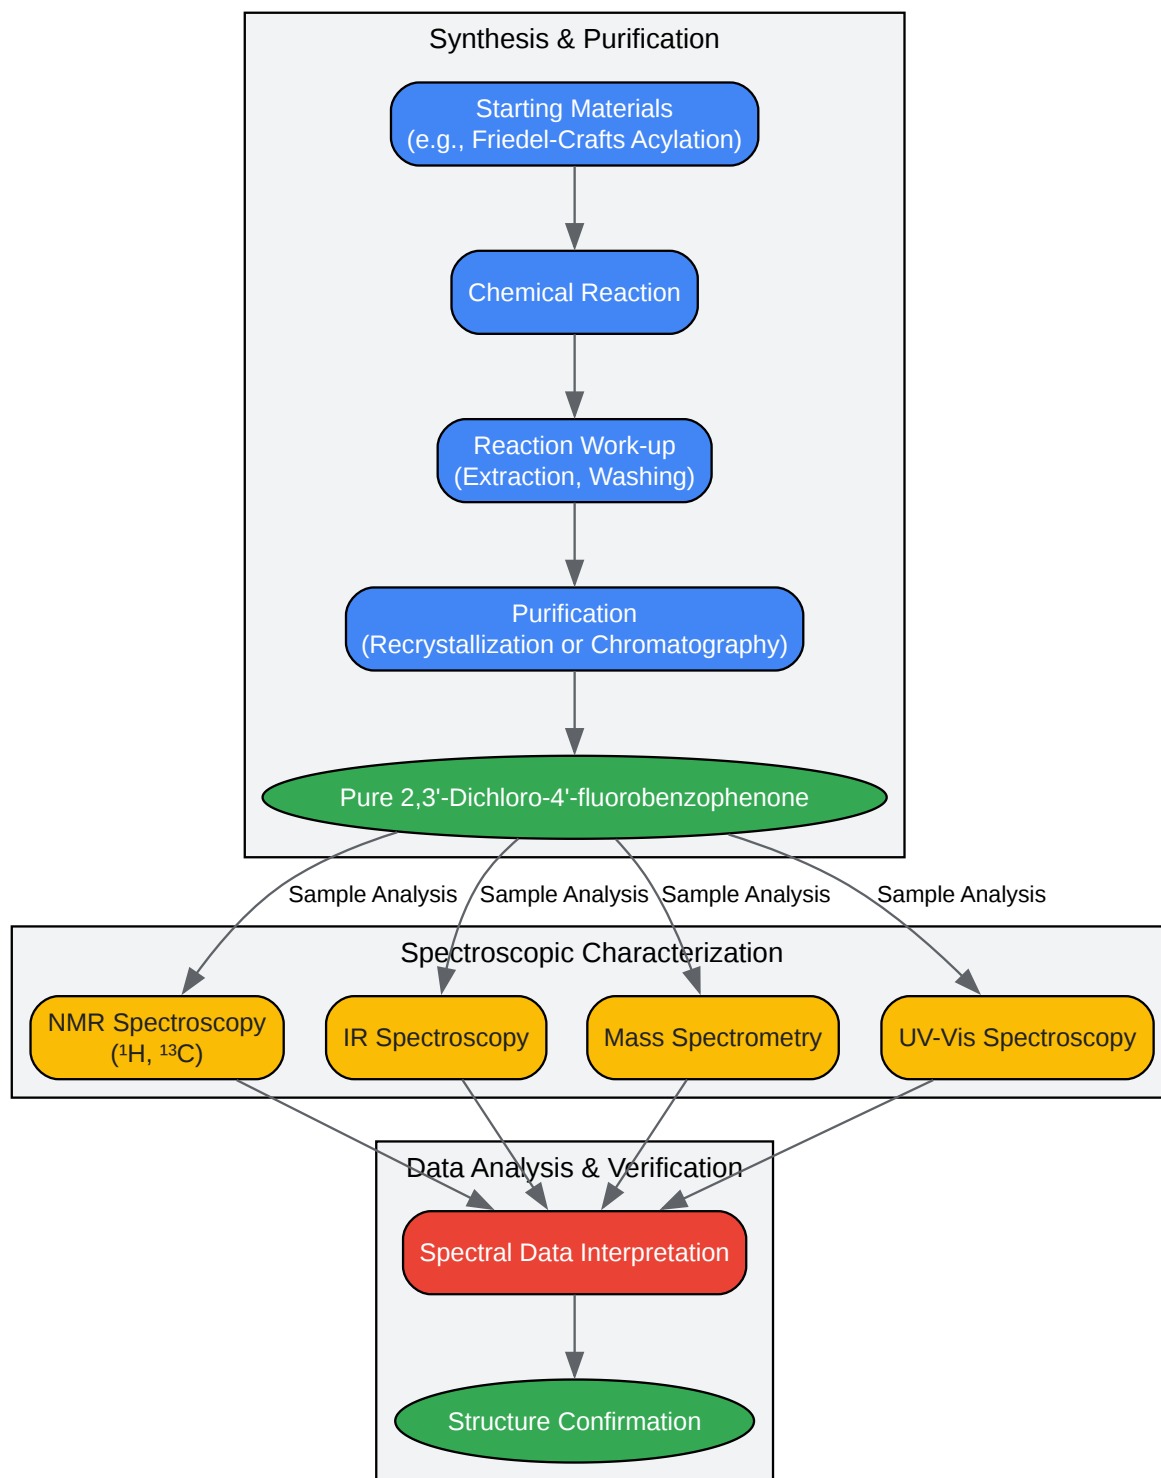 Synthesis & Purification
Starting Materials
(e.g., Friedel-Crafts Acylation)
Chemical Reaction
Reaction Work-up
(Extraction, Washing)
Purification
(Recrystallization or Chromatography)
Pure 2,3'-Dichloro-4'-fluorobenzophenone
Sample Analysis
Sample Analysis
Sample Analysis
Sample Analysis
Spectroscopic Characterization
NMR Spectroscopy
(¹H, ¹³C)
IR Spectroscopy
Mass Spectrometry
UV-Vis Spectroscopy
Data Analysis & Verification
Spectral Data Interpretation
Structure Confirmation